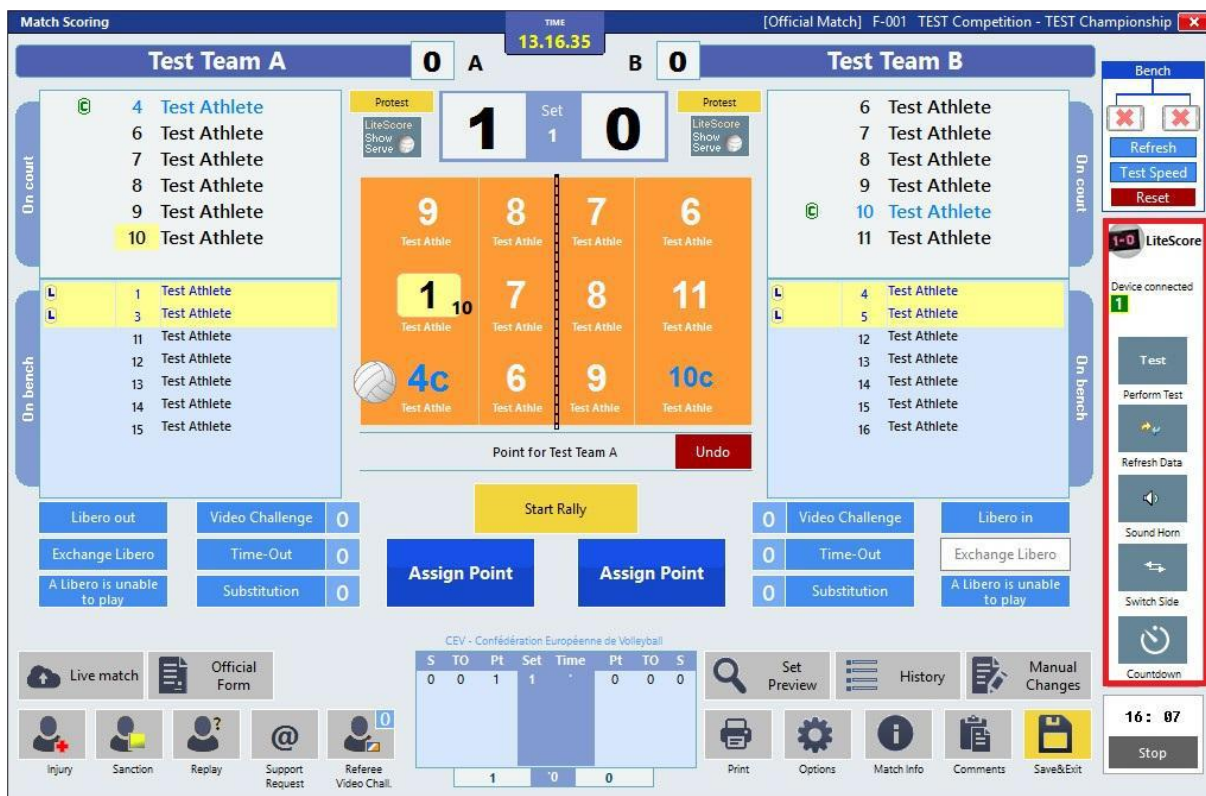 Match Scoring
TIME
13.16.35
[Official Match] F-001 TEST Competition - TEST Championship
Test Team A
0 A
B 0
Test Team B
On court
C 4 Test Athlete
6 Test Athlete
7 Test Athlete
8 Test Athlete
9 Test Athlete
10 Test Athlete
On bench
L 1 Test Athlete
L 3 Test Athlete
11 Test Athlete
12 Test Athlete
13 Test Athlete
14 Test Athlete
15 Test Athlete
Protest
LiteScore
Show
Serve
1
Set
1
0
Protest
LiteScore
Show
Serve
9 8 7 6
Test Athle Test Athle Test Athle Test Athle
1 10 7 8 11
Test Athle Test Athle Test Athle Test Athle
4c 6 9 10c
Test Athle Test Athle Test Athle Test Athle
Point for Test Team A
Undo
Start Rally
Assign Point
Assign Point
6 Test Athlete
7 Test Athlete
8 Test Athlete
9 Test Athlete
C 10 Test Athlete
11 Test Athlete
On court
L 4 Test Athlete
L 5 Test Athlete
12 Test Athlete
13 Test Athlete
14 Test Athlete
15 Test Athlete
16 Test Athlete
On bench
Libero out
Video Challenge 0
Exchange Libero
Time-Out 0
A Libero is unable
to play
Substitution 0
0 Video Challenge
Libero in
0 Time-Out
Exchange Libero
0 Substitution
A Libero is unable
to play
Live match
Official
Form
CEV - Confédération Européenne de Volleyball
S TO Pt Set Time Pt TO S
0 0 1 1 ' 0 0 0
1 '0 0
Set
Preview
History
Manual
Changes
Injury
Sanction
?
Replay
@
Support
Request
0
Referee
Video Chall.
Print
Options
Match Info
Comments
Save&Exit
Bench
Refresh
Test Speed
Reset
1-0 LiteScore
Device connected
1
Test
Perform Test
Refresh Data
Sound Horn
Switch Side
Countdown
16: 07
Stop